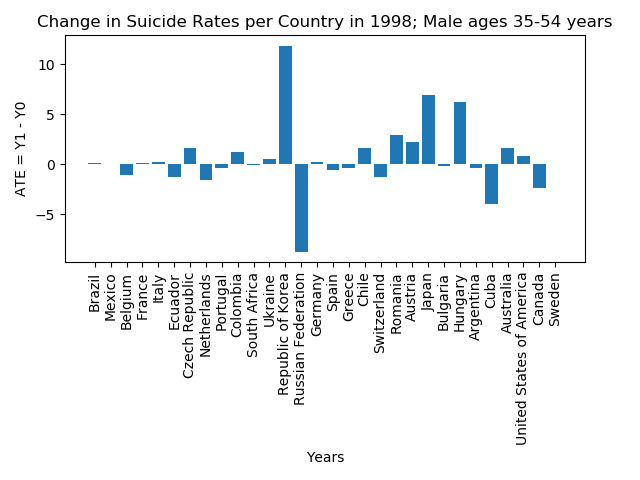 Change in Suicide Rates per Country in 1998; Male ages 35-54 years
ATE = Y1 - Y0
10
5
0
−5
Brazil
Mexico
Belgium
France
Italy
Ecuador
Czech Republic
Netherlands
Portugal
Colombia
South Africa
Ukraine
Republic of Korea
Russian Federation
Germany
Spain
Greece
Chile
Switzerland
Romania
Austria
Japan
Bulgaria
Hungary
Argentina
Cuba
Australia
United States of America
Canada
Sweden
Years